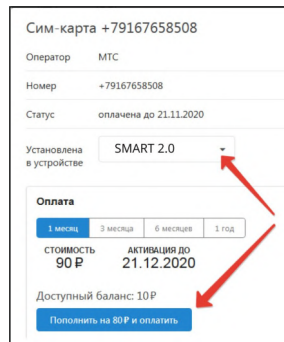 Сим-карта +79167658508
Оператор МТС
Номер +79167658508
Статус оплачена до 21.11.2020
Установлена в устройстве SMART 2.0
Оплата
1 месяц 3 месяца 6 месяцев 1 год
СТОИМОСТЬ АКТИВАЦИЯ ДО
90 ₽ 21.12.2020
Доступный баланс: 10 ₽
Пополнить на 80 ₽ и оплатить